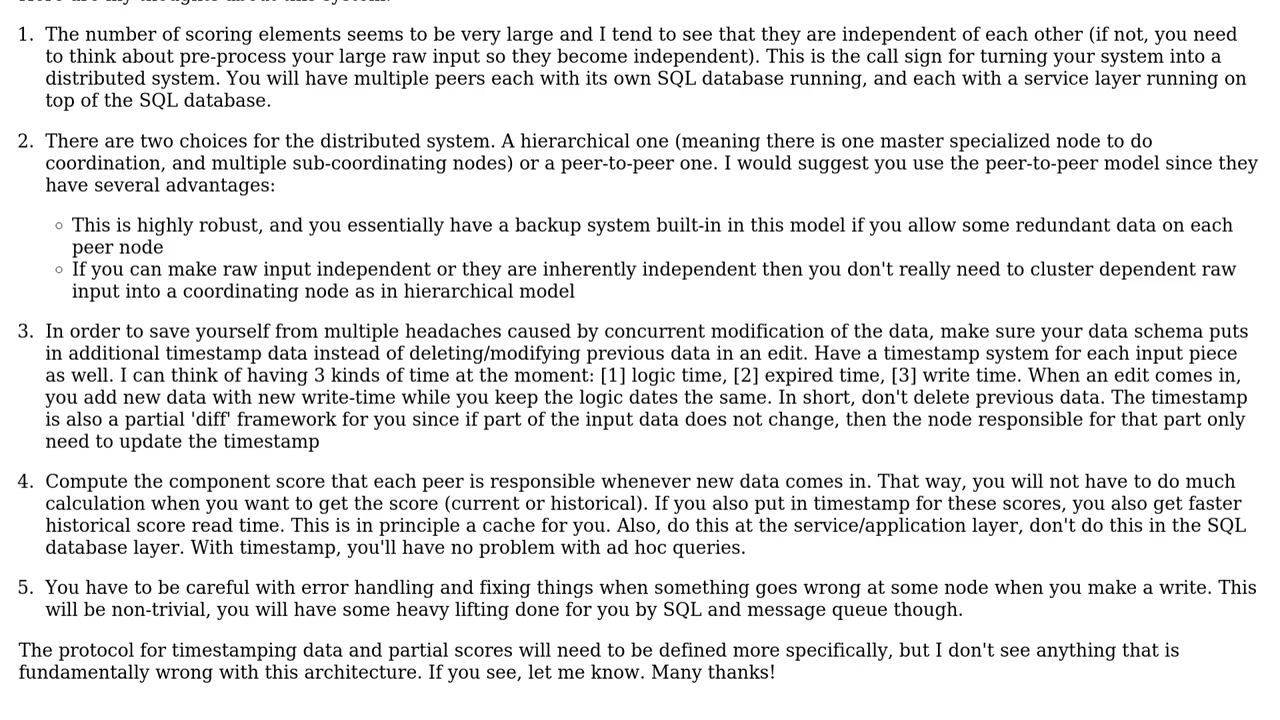 1. The number of scoring elements seems to be very large and I tend to see that they are independent of each other (if not, you need
to think about pre-process your large raw input so they become independent). This is the call sign for turning your system into a
distributed system. You will have multiple peers each with its own SQL database running, and each with a service layer running on
top of the SQL database.
2. There are two choices for the distributed system. A hierarchical one (meaning there is one master specialized node to do
coordination, and multiple sub-coordinating nodes) or a peer-to-peer one. I would suggest you use the peer-to-peer model since they
have several advantages:
◦ This is highly robust, and you essentially have a backup system built-in in this model if you allow some redundant data on each
peer node
◦ If you can make raw input independent or they are inherently independent then you don't really need to cluster dependent raw
input into a coordinating node as in hierarchical model
3. In order to save yourself from multiple headaches caused by concurrent modification of the data, make sure your data schema puts
in additional timestamp data instead of deleting/modifying previous data in an edit. Have a timestamp system for each input piece
as well. I can think of having 3 kinds of time at the moment: [1] logic time, [2] expired time, [3] write time. When an edit comes in,
you add new data with new write-time while you keep the logic dates the same. In short, don't delete previous data. The timestamp
is also a partial 'diff' framework for you since if part of the input data does not change, then the node responsible for that part only
need to update the timestamp
4. Compute the component score that each peer is responsible whenever new data comes in. That way, you will not have to do much
calculation when you want to get the score (current or historical). If you also put in timestamp for these scores, you also get faster
historical score read time. This is in principle a cache for you. Also, do this at the service/application layer, don't do this in the SQL
database layer. With timestamp, you'll have no problem with ad hoc queries.
5. You have to be careful with error handling and fixing things when something goes wrong at some node when you make a write. This
will be non-trivial, you will have some heavy lifting done for you by SQL and message queue though.
The protocol for timestamping data and partial scores will need to be defined more specifically, but I don't see anything that is
fundamentally wrong with this architecture. If you see, let me know. Many thanks!